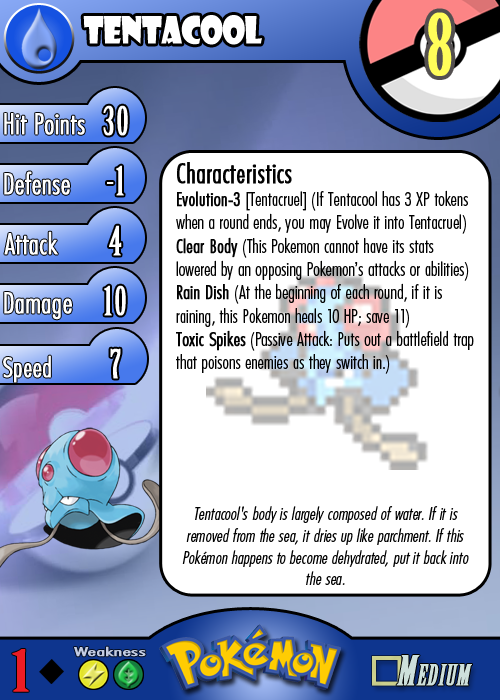 TENTACOOL
8
Hit Points 30
Defense -1
Attack 4
Damage 10
Speed 7
Characteristics
Evolution-3 [Tentacruel] (If Tentacool has 3 XP tokens
when a round ends, you may Evolve it into Tentacruel)
Clear Body (This Pokemon cannot have its stats
lowered by an opposing Pokemon's attacks or abilities)
Rain Dish (At the beginning of each round, if it is
raining, this Pokemon heals 10 HP; save 11)
Toxic Spikes (Passive Attack: Puts out a battlefield trap
that poisons enemies as they switch in.)
Tentacool's body is largely composed of water. If it is
removed from the sea, it dries up like parchment. If this
Pokémon happens to become dehydrated, put it back into
the sea.
1
Weakness
POKéMON
MEDIUM